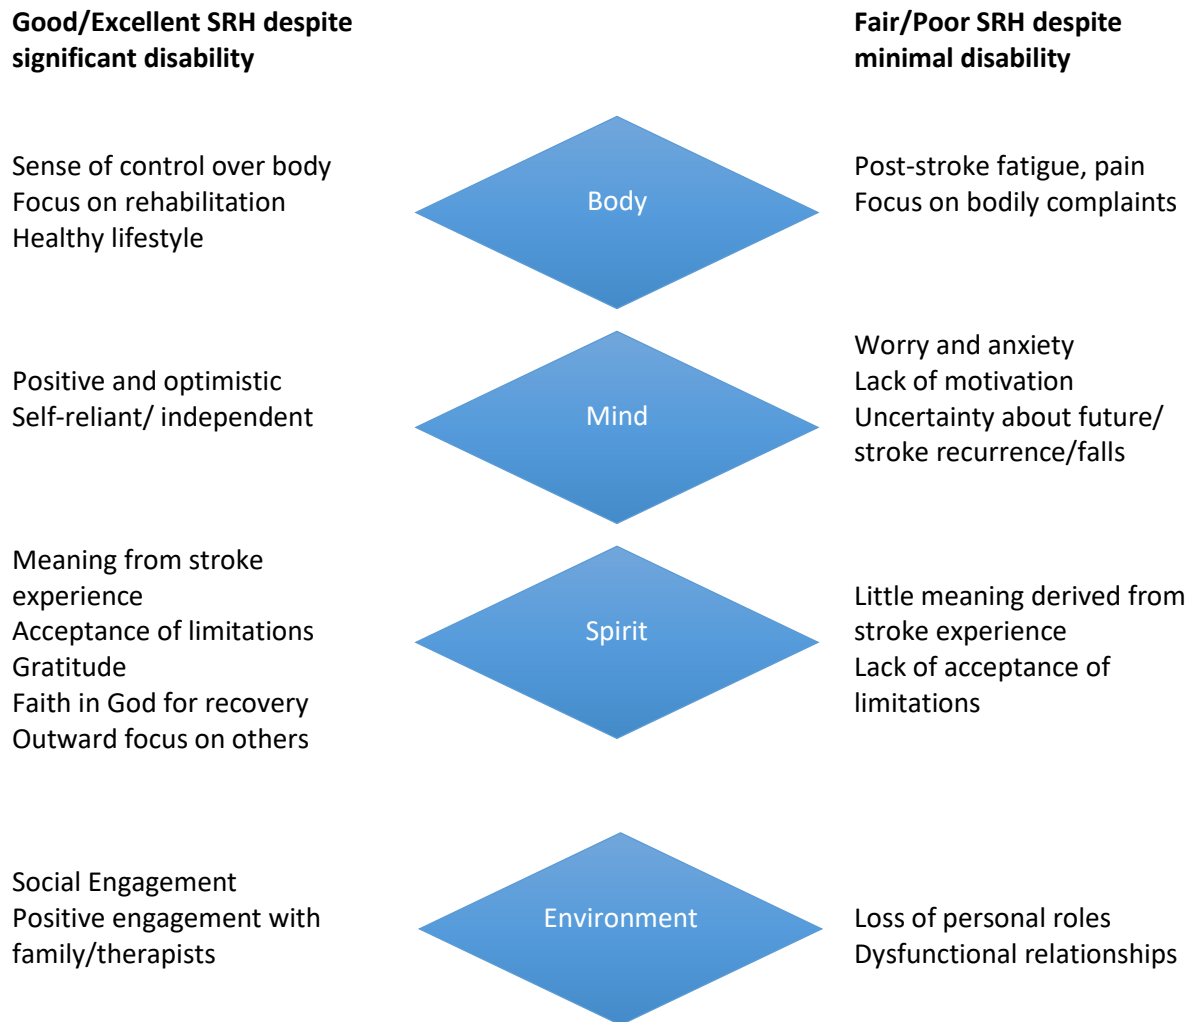 Good/Excellent SRH despite
significant disability
Fair/Poor SRH despite
minimal disability
Sense of control over body
Focus on rehabilitation
Healthy lifestyle
Body
Post-stroke fatigue, pain
Focus on bodily complaints
Positive and optimistic
Self-reliant/ independent
Mind
Worry and anxiety
Lack of motivation
Uncertainty about future/
stroke recurrence/falls
Meaning from stroke
experience
Acceptance of limitations
Gratitude
Faith in God for recovery
Outward focus on others
Spirit
Little meaning derived from
stroke experience
Lack of acceptance of
limitations
Social Engagement
Positive engagement with
family/therapists
Environment
Loss of personal roles
Dysfunctional relationships